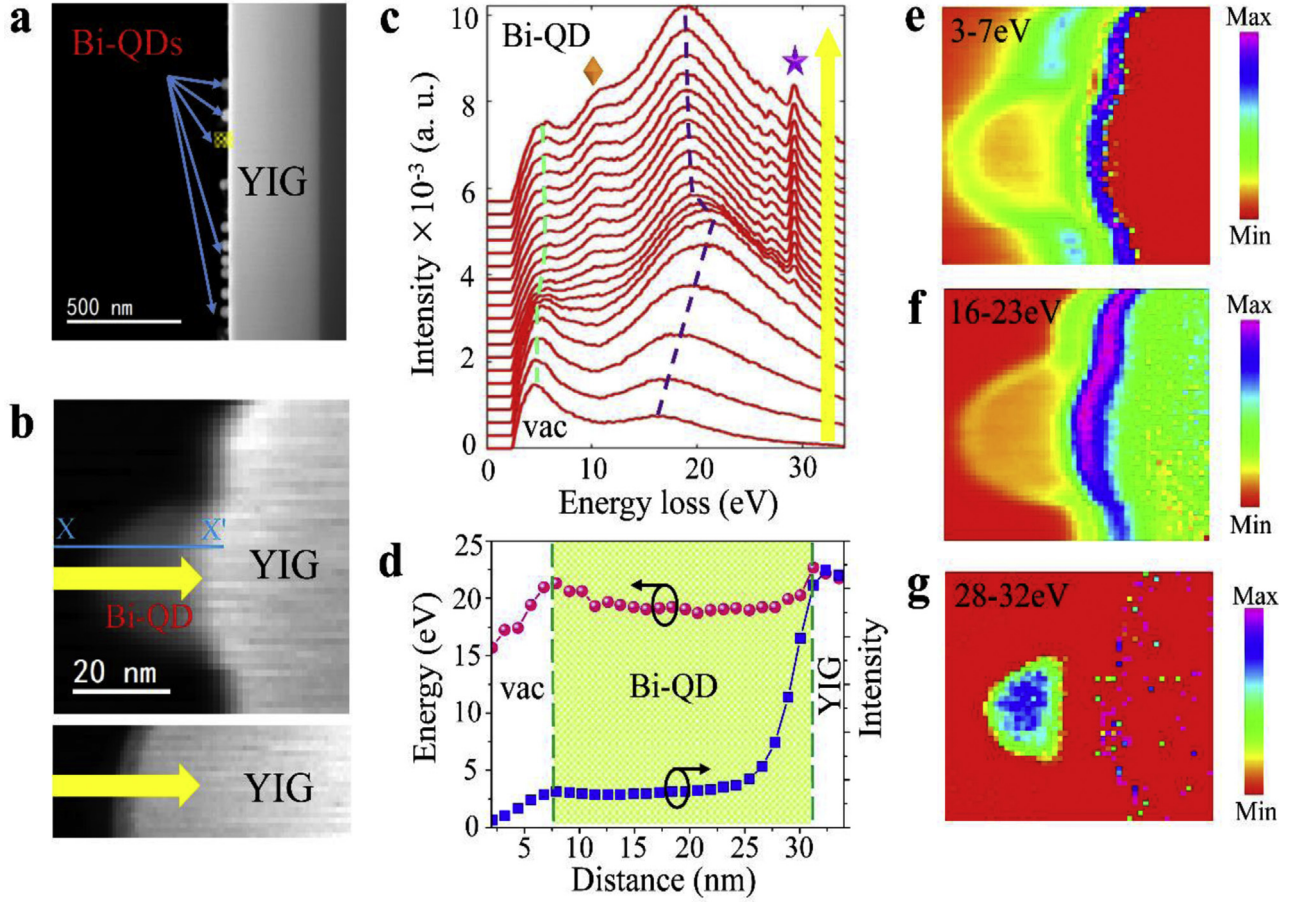 a
Bi-QDs
YIG
500 nm
b
X X'
YIG
Bi-QD
20 nm
YIG
c
Bi-QD
vac
Intensity × 10⁻³ (a. u.)
10
8
6
4
2
0
0 10 20 30
Energy loss (eV)
d
Energy (eV)
25
20
15
10
5
0
vac
Bi-QD
YIG
Intensity
5 10 15 20 25 30
Distance (nm)
e
3-7eV
Max
Min
f
16-23eV
Max
Min
g
28-32eV
Max
Min